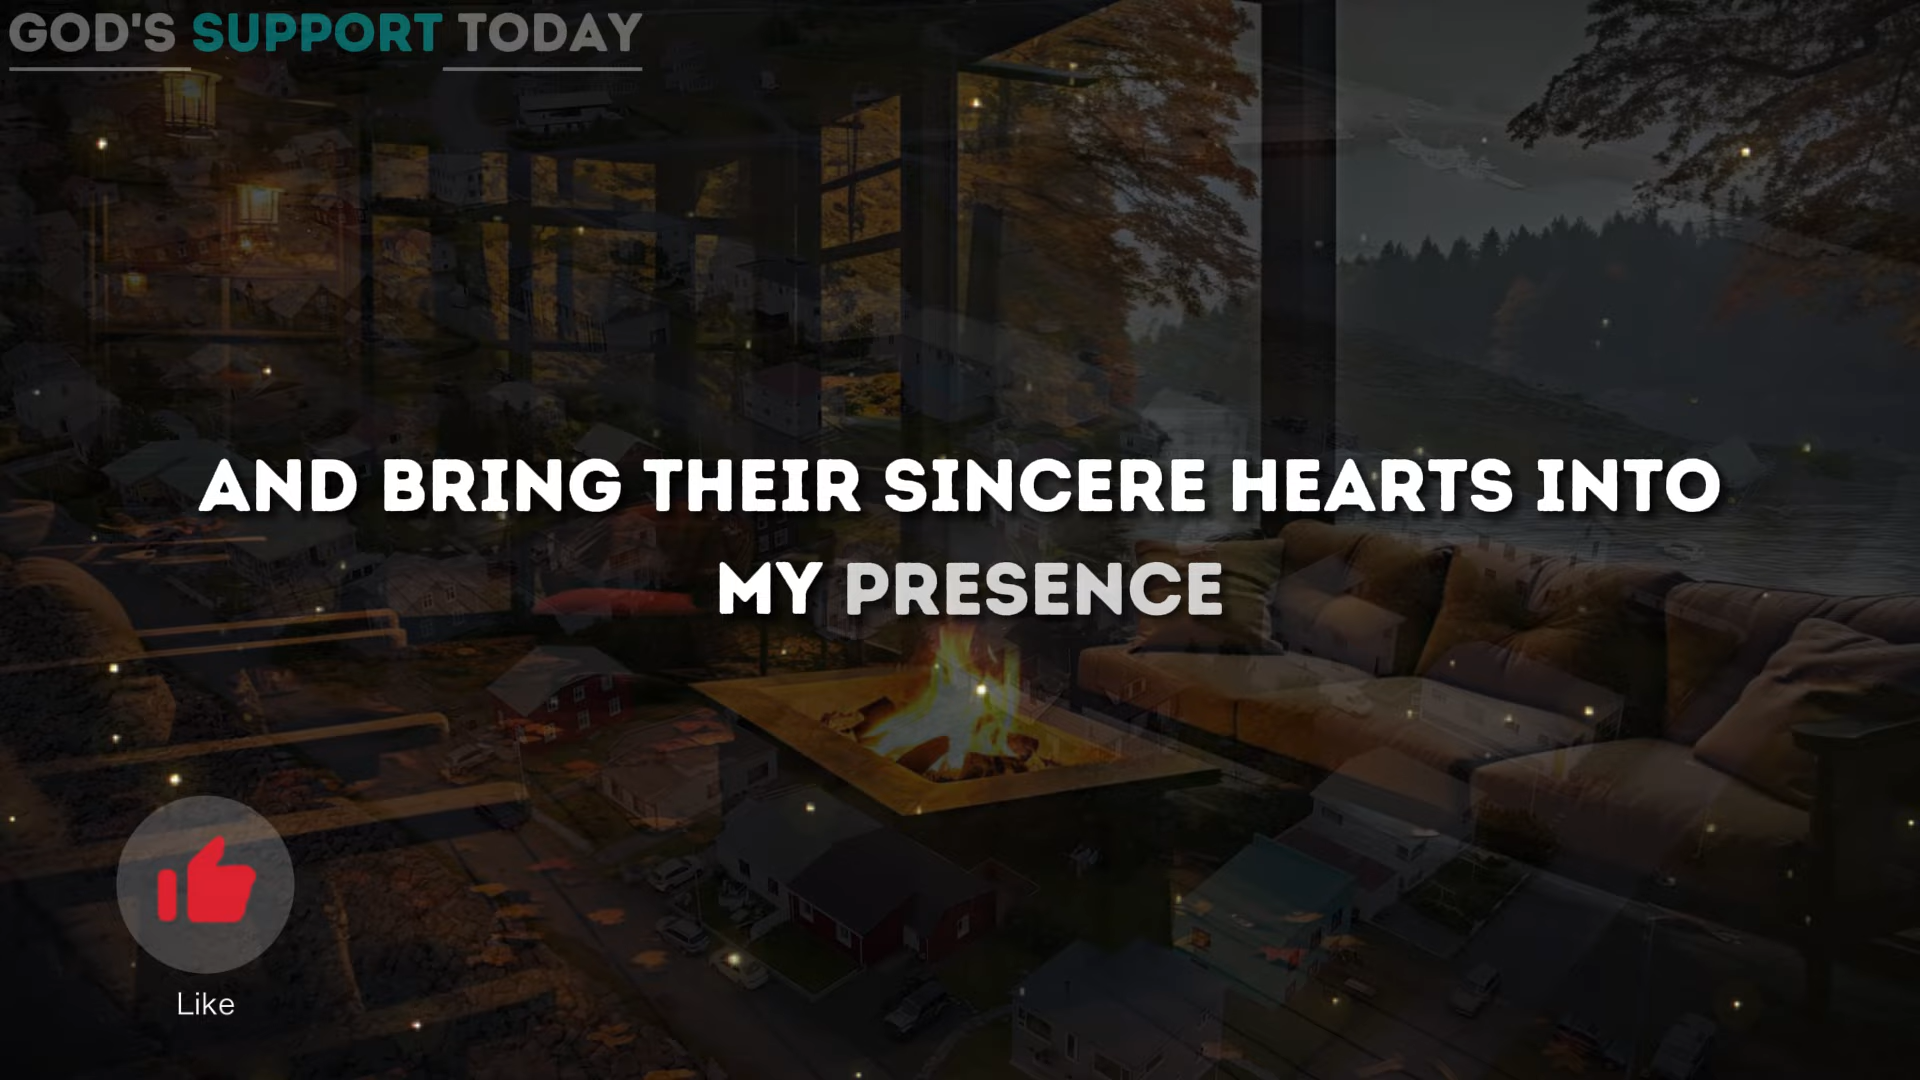 GOD'S SUPPORT TODAY
AND BRING THEIR SINCERE HEARTS INTO
MY PRESENCE
Like